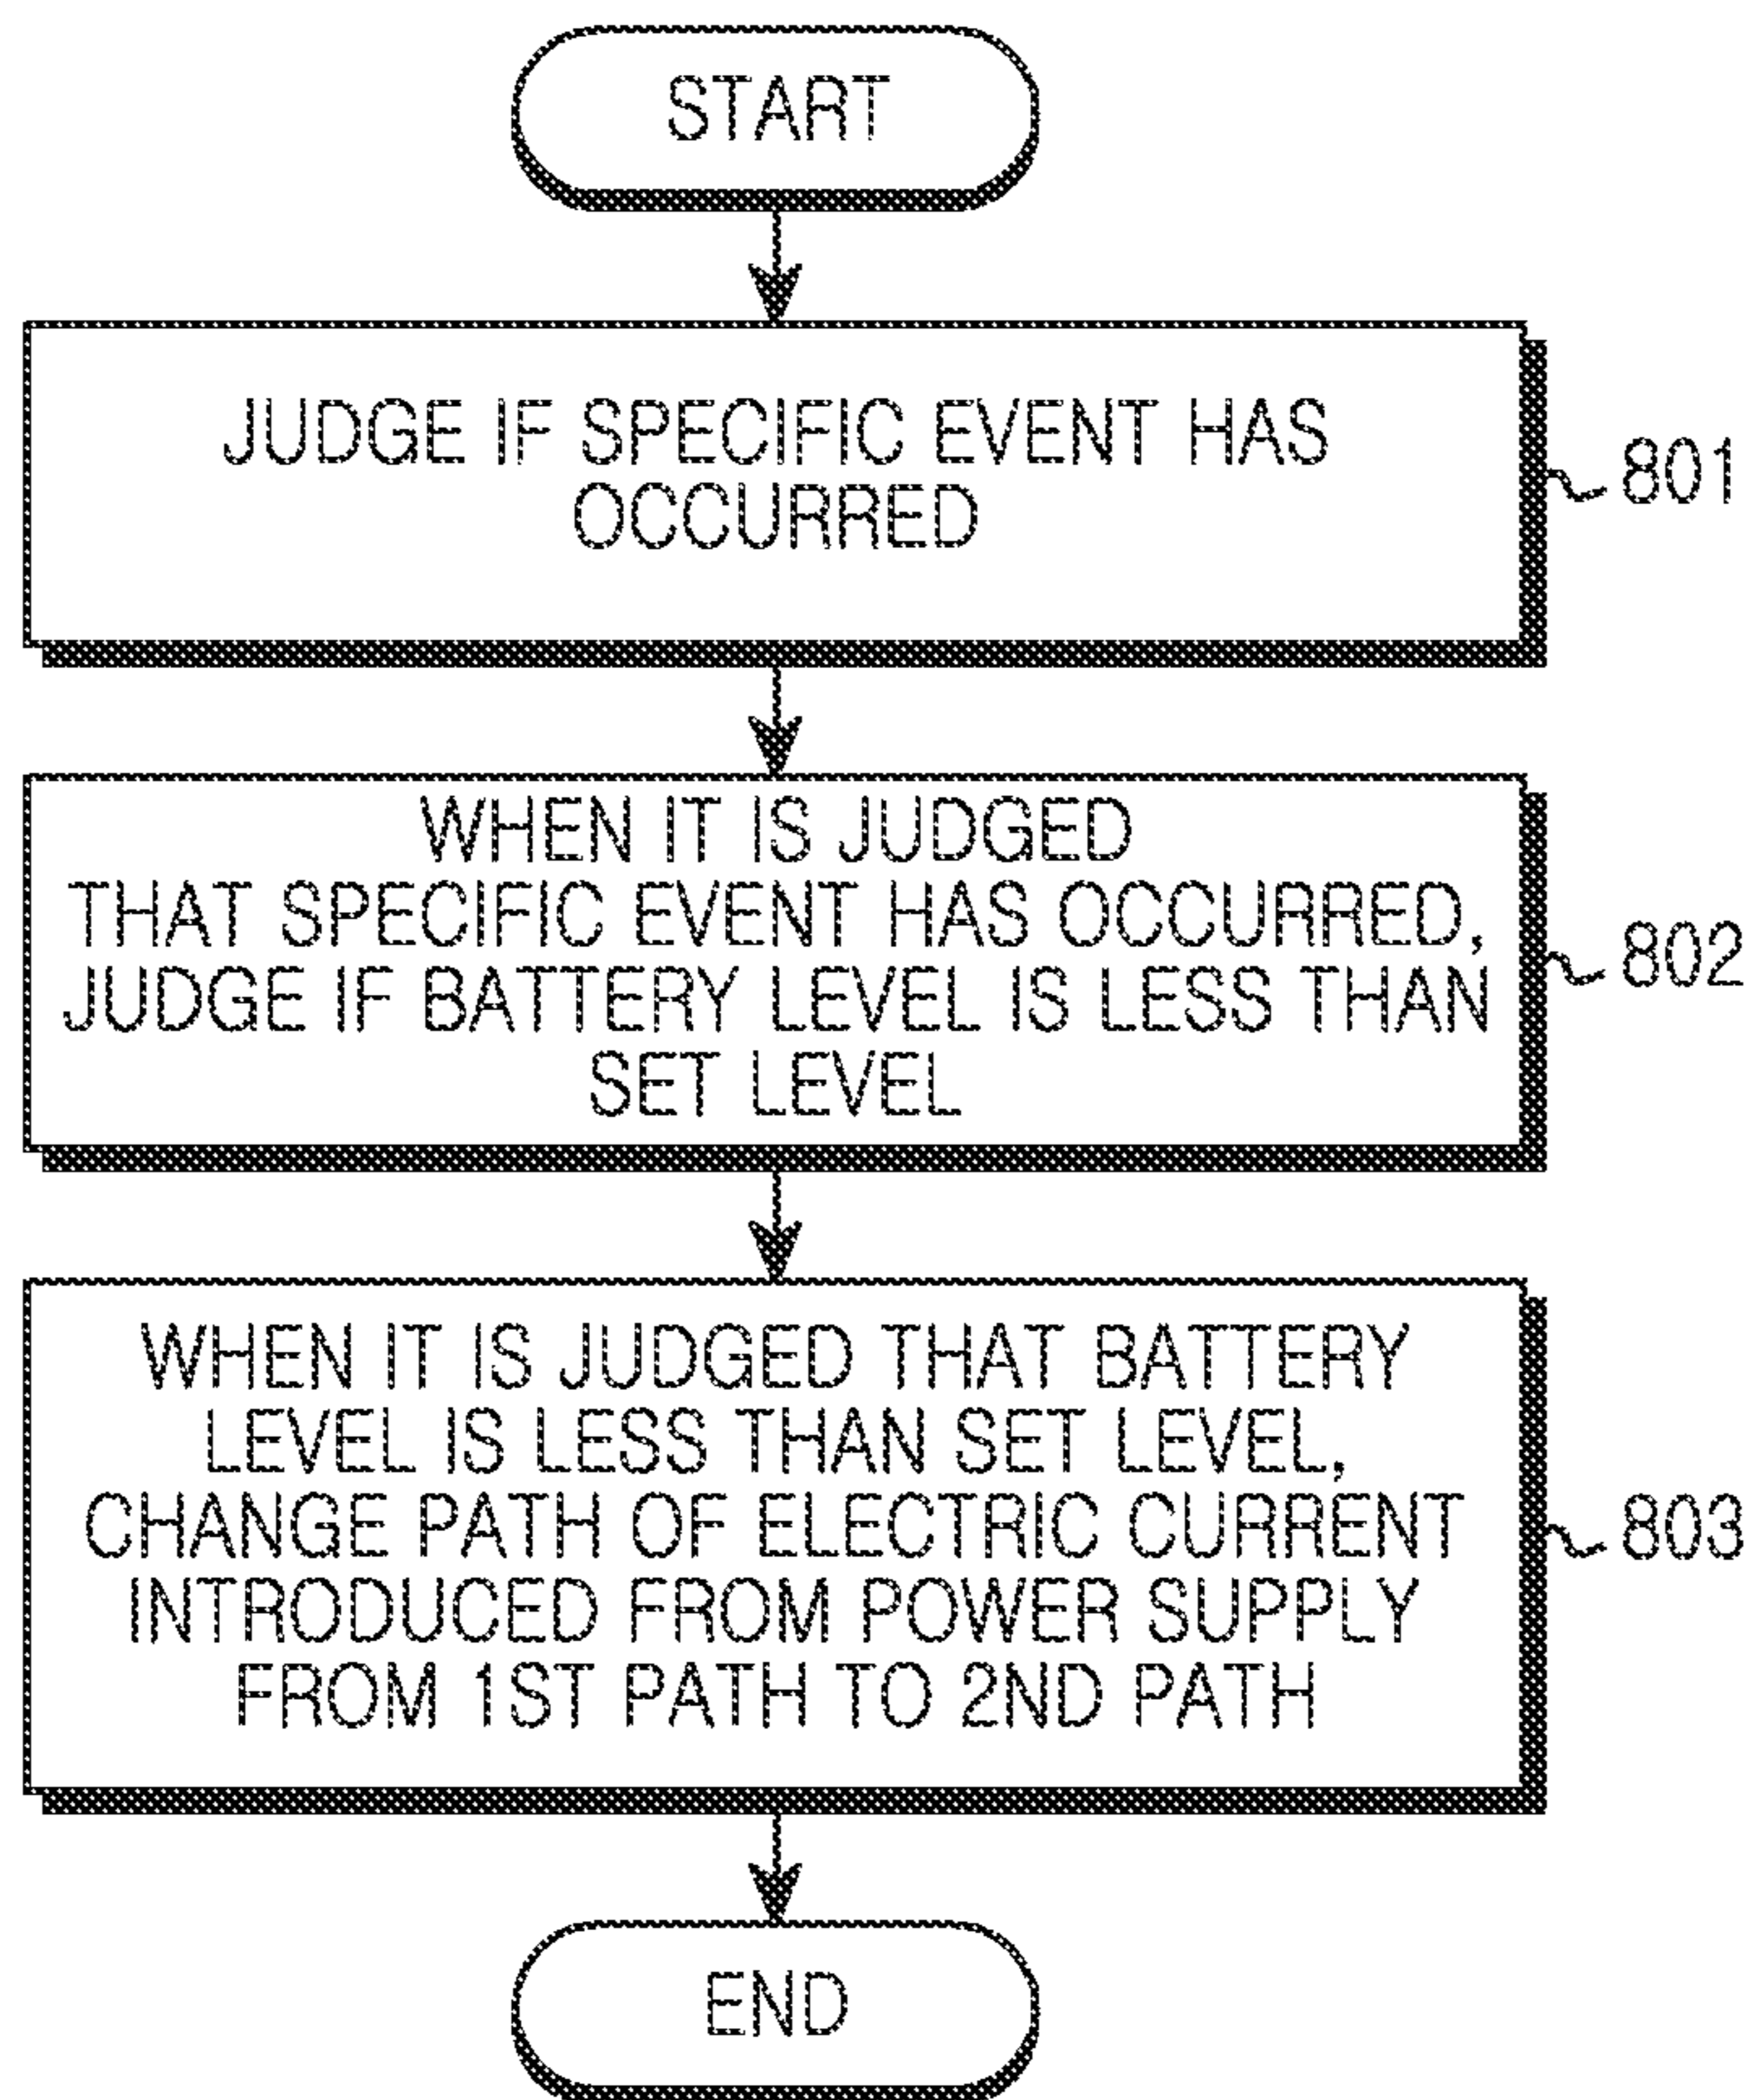 START
JUDGE IF SPECIFIC EVENT HAS
OCCURRED
801
WHEN IT IS JUDGED
THAT SPECIFIC EVENT HAS OCCURRED,
JUDGE IF BATTERY LEVEL IS LESS THAN
SET LEVEL
802
WHEN IT IS JUDGED THAT BATTERY
LEVEL IS LESS THAN SET LEVEL,
CHANGE PATH OF ELECTRIC CURRENT
INTRODUCED FROM POWER SUPPLY
FROM 1ST PATH TO 2ND PATH
803
END